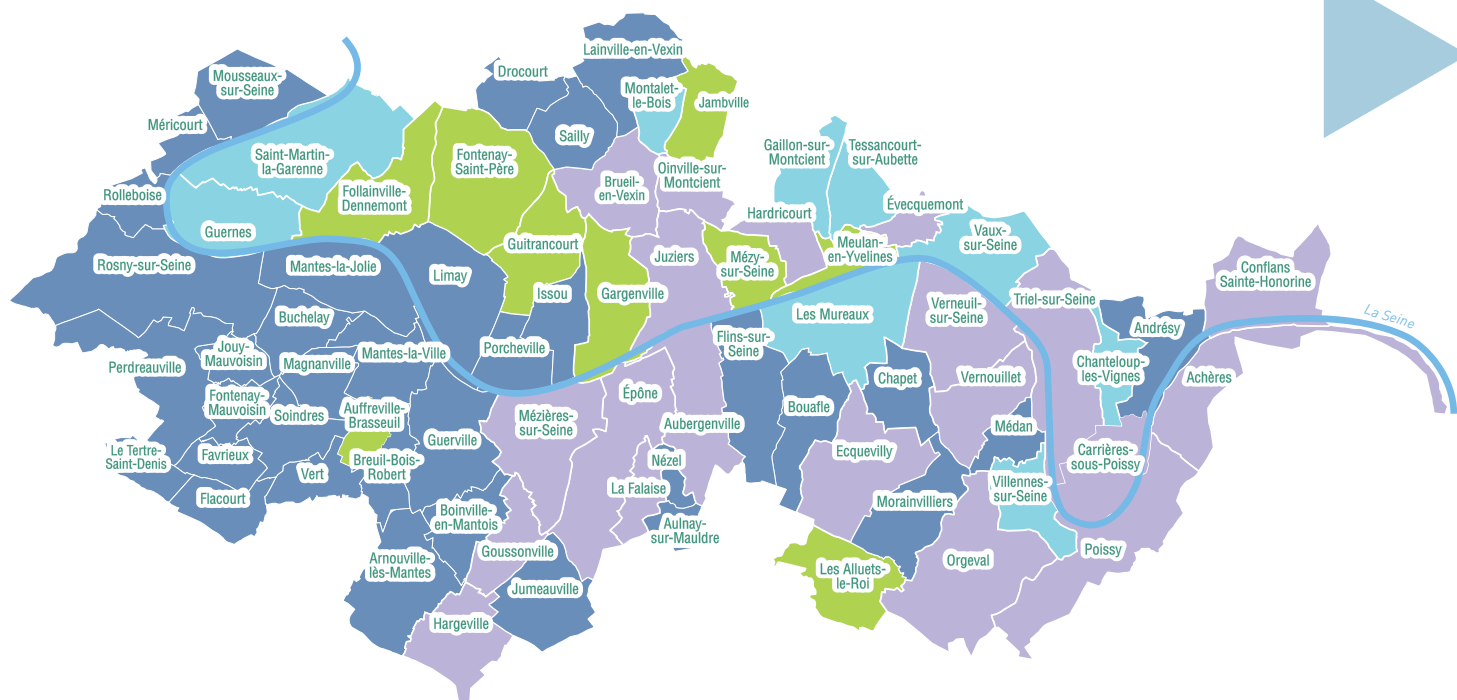 Lainville-en-Vexin
Drocourt
Mousseaux-
sur-Seine
Montalet-
le-Bois
Jambville
Méricourt
Sailly
Saint-Martin-
la-Garenne
Fontenay-
Saint-Père
Gaillon-sur-
Montcient
Tessancourt-
sur-Aubette
Oinville-sur-
Montcient
Rolleboise
Follainville-
Dennemont
Brueil-
en-Vexin
Évecquemont
Hardricourt
Guernes
Guitrancourt
Vaux-
sur-Seine
Meulan-
en-Yvelines
Rosny-sur-Seine
Mantes-la-Jolie
Limay
Juziers
Mézy-
sur-Seine
Conflans
Sainte-Honorine
Issou
Gargenville
Triel-sur-Seine
Verneuil-
sur-Seine
Les Mureaux
Buchelay
La Seine
Andrésy
Flins-sur-
Seine
Porcheville
Jouy-
Mauvoisin
Mantes-la-Ville
Magnanville
Perdreauville
Chanteloup-
les-Vignes
Achères
Chapet
Vernouillet
Épône
Fontenay-
Mauvoisin
Soindres
Auffreville-
Brasseuil
Bouafle
Mézières-
sur-Seine
Aubergenville
Médan
Guerville
Le Tertre-
Saint-Denis
Favrieux
Ecquevilly
Carrières-
sous-Poissy
Nézel
Breuil-Bois-
Robert
Vert
Villennes-
sur-Seine
La Falaise
Flacourt
Morainvilliers
Boinville-
en-Mantois
Aulnay-
sur-Mauldre
Goussonville
Poissy
Orgeval
Arnouville-
lès-Mantes
Les Alluets-
le-Roi
Jumeauville
Hargeville